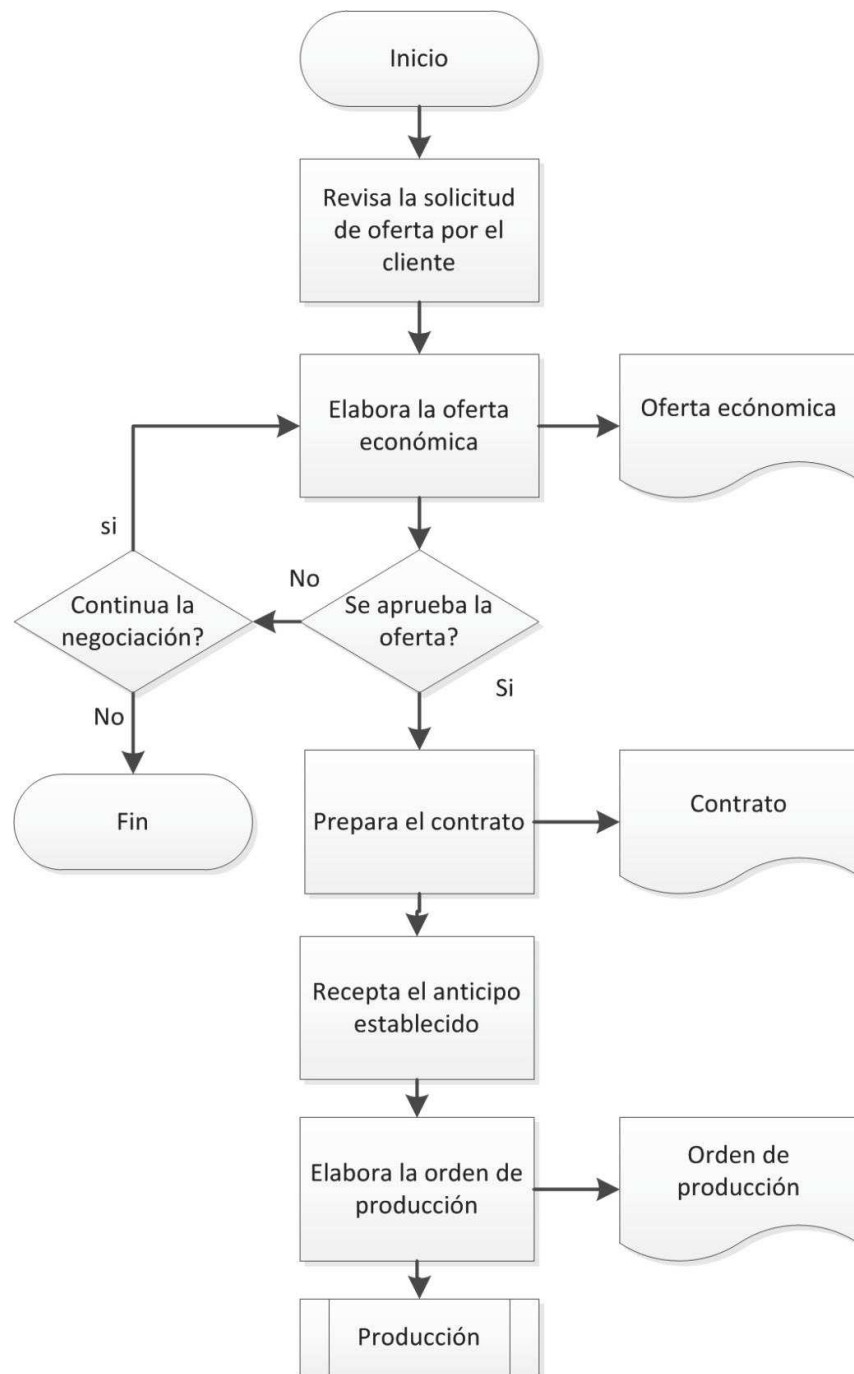 Inicio
Revisa la solicitud
de oferta por el
cliente
Elabora la oferta
económica
Oferta ecónomica
si
No
Continua la
negociación?
Se aprueba la
oferta?
Si
No
Fin
Prepara el contrato
Contrato
Recepta el anticipo
establecido
Elabora la orden de
producción
Orden de
producción
Producción